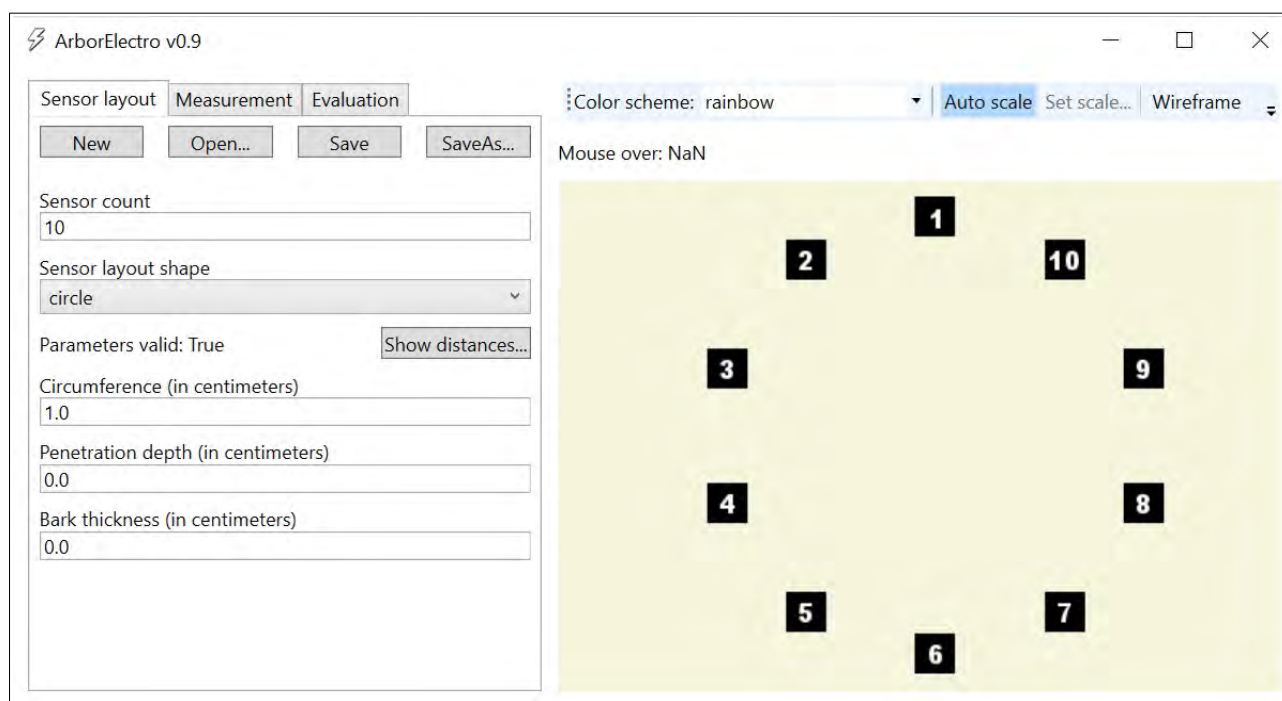 ArborElectro v0.9
Sensor layout Measurement Evaluation
New Open... Save SaveAs...
Sensor count
10
Sensor layout shape
circle
Parameters valid: True Show distances...
Circumference (in centimeters)
1.0
Penetration depth (in centimeters)
0.0
Bark thickness (in centimeters)
0.0
Color scheme: rainbow Auto scale Set scale... Wireframe
Mouse over: NaN
1
2 10
3 9
4 8
5 7
6